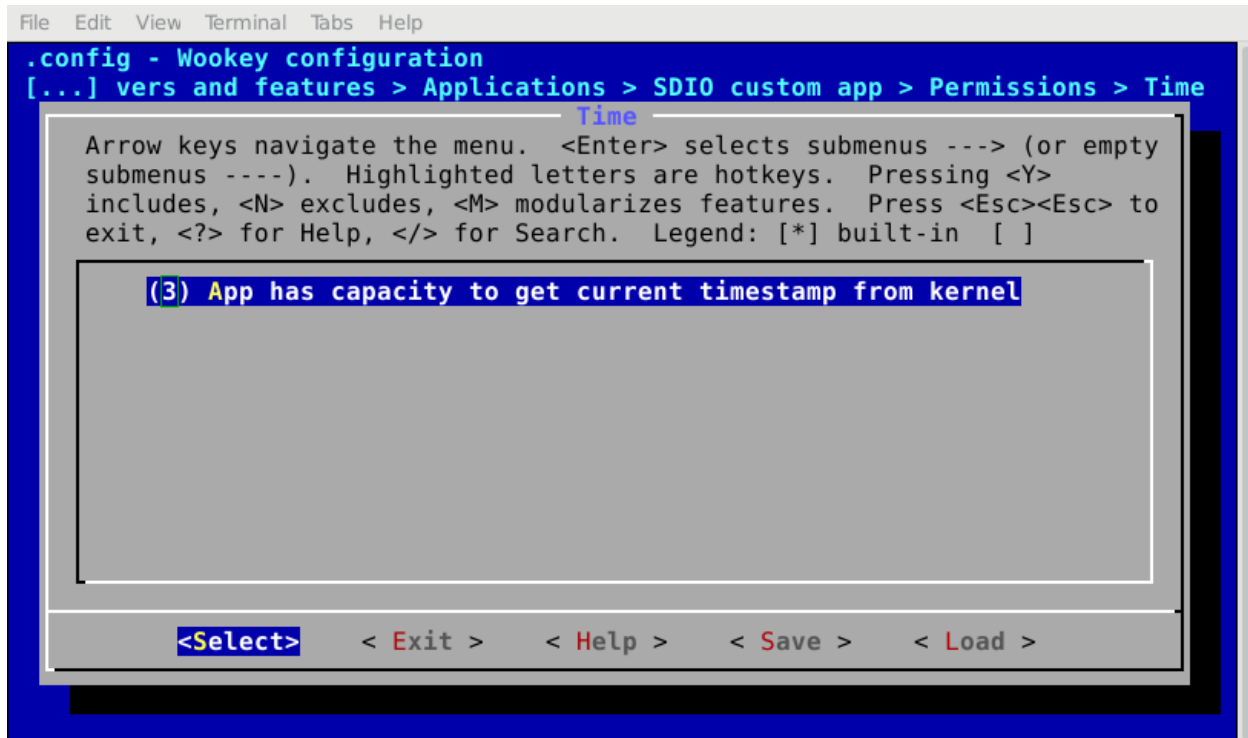 File Edit View Terminal Tabs Help
.config - Wookey configuration
[...] vers and features > Applications > SDIO custom app > Permissions > Time
Time
Arrow keys navigate the menu. <Enter> selects submenus ---> (or empty
submenus ----). Highlighted letters are hotkeys. Pressing <Y>
includes, <N> excludes, <M> modularizes features. Press <Esc><Esc> to
exit, <?> for Help, </> for Search. Legend: [*] built-in [ ]
(3) App has capacity to get current timestamp from kernel
<Select> < Exit > < Help > < Save > < Load >